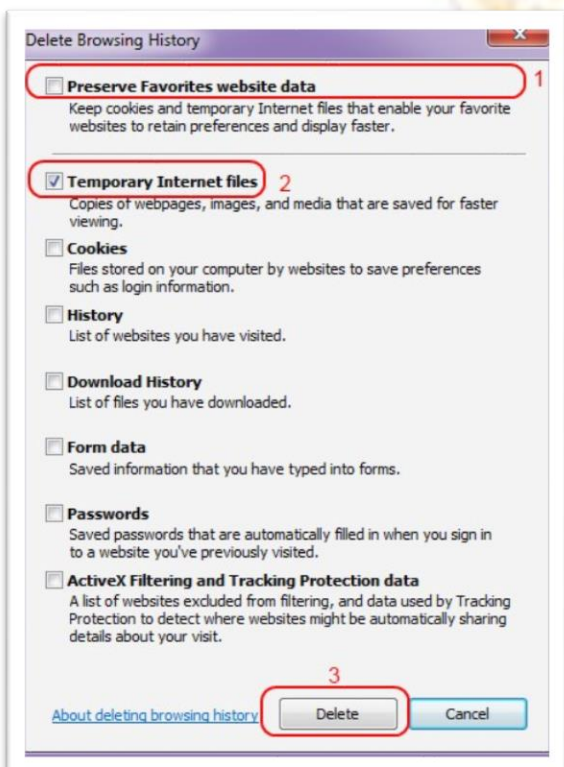 Delete Browsing History
x
Preserve Favorites website data
1
Keep cookies and temporary Internet files that enable your favorite
websites to retain preferences and display faster.
Temporary Internet files
2
Copies of webpages, images, and media that are saved for faster
viewing.
Cookies
Files stored on your computer by websites to save preferences
such as login information.
History
List of websites you have visited.
Download History
List of files you have downloaded.
Form data
Saved information that you have typed into forms.
Passwords
Saved passwords that are automatically filled in when you sign in
to a website you've previously visited.
ActiveX Filtering and Tracking Protection data
A list of websites excluded from filtering, and data used by Tracking
Protection to detect where websites might be automatically sharing
details about your visit.
3
About deleting browsing history Delete Cancel